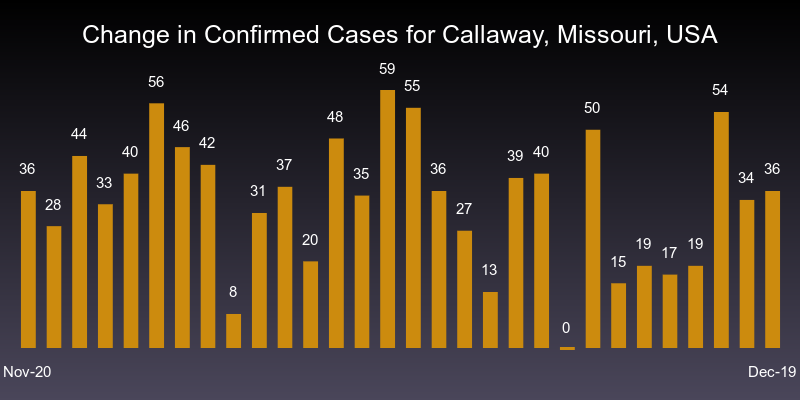 Change in Confirmed Cases for Callaway, Missouri, USA
36 28 44 33 40 56 46 42 8 31 37 20 48 35 59 55 36 27 13 39 40 0 50 15 19 17 19 54 34 36
Nov-20 Dec-19